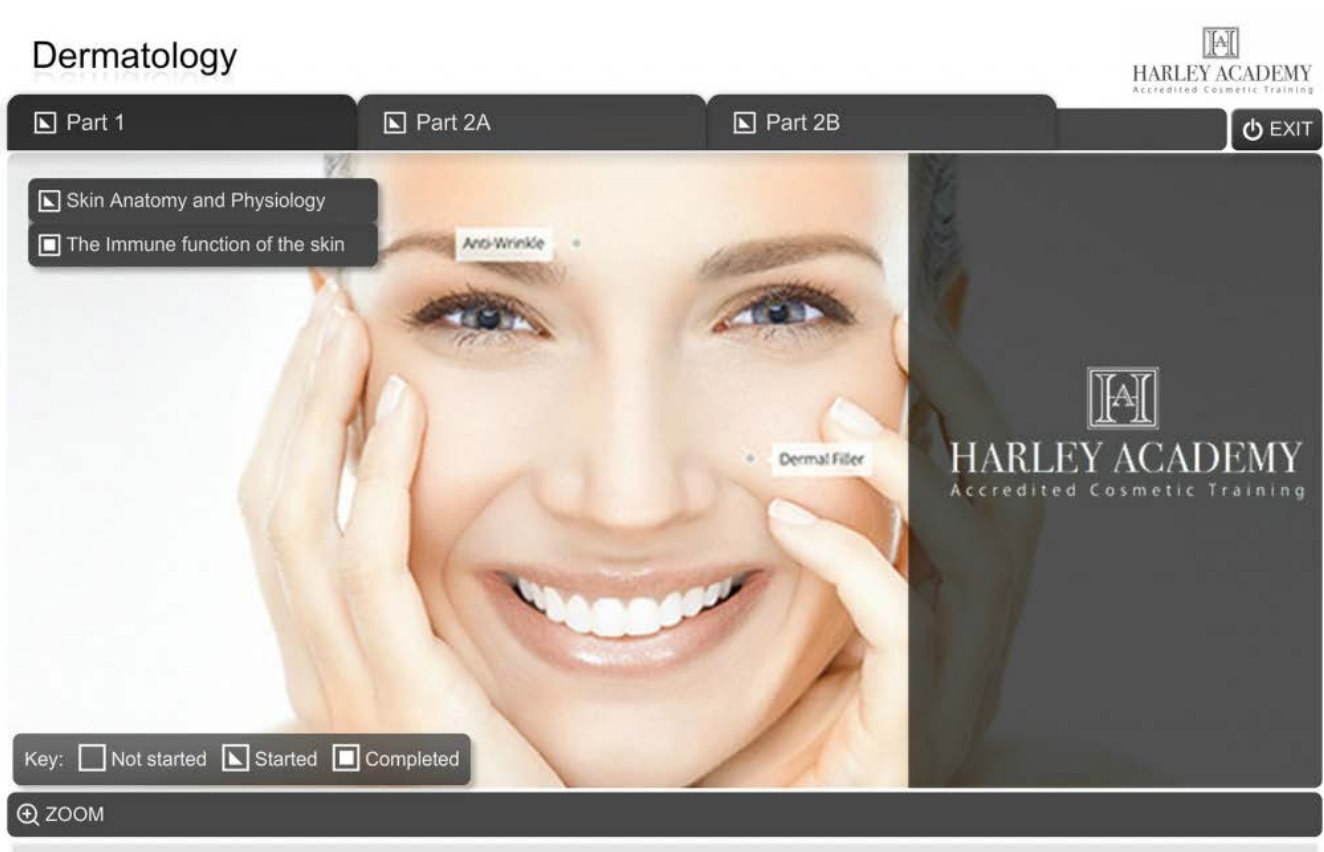 Dermatology
HA
HARLEY ACADEMY
Accredited Cosmetic Training
Part 1
Part 2A
Part 2B
EXIT
Skin Anatomy and Physiology
The Immune function of the skin
Anti-Wrinkle
Dermal Filler
HA
HARLEY ACADEMY
Accredited Cosmetic Training
Key: Not started Started Completed
ZOOM